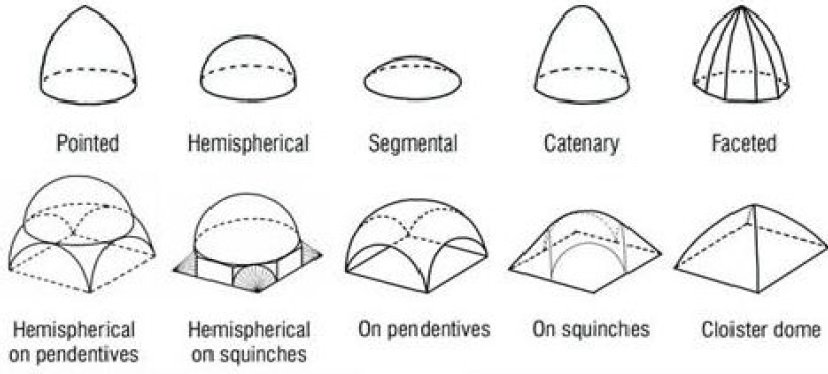 Pointed
Hemispherical
Segmental
Catenary
Faceted
Hemispherical
on pendentives
Hemispherical
on squinches
On pendentives
On squinches
Cloister dome